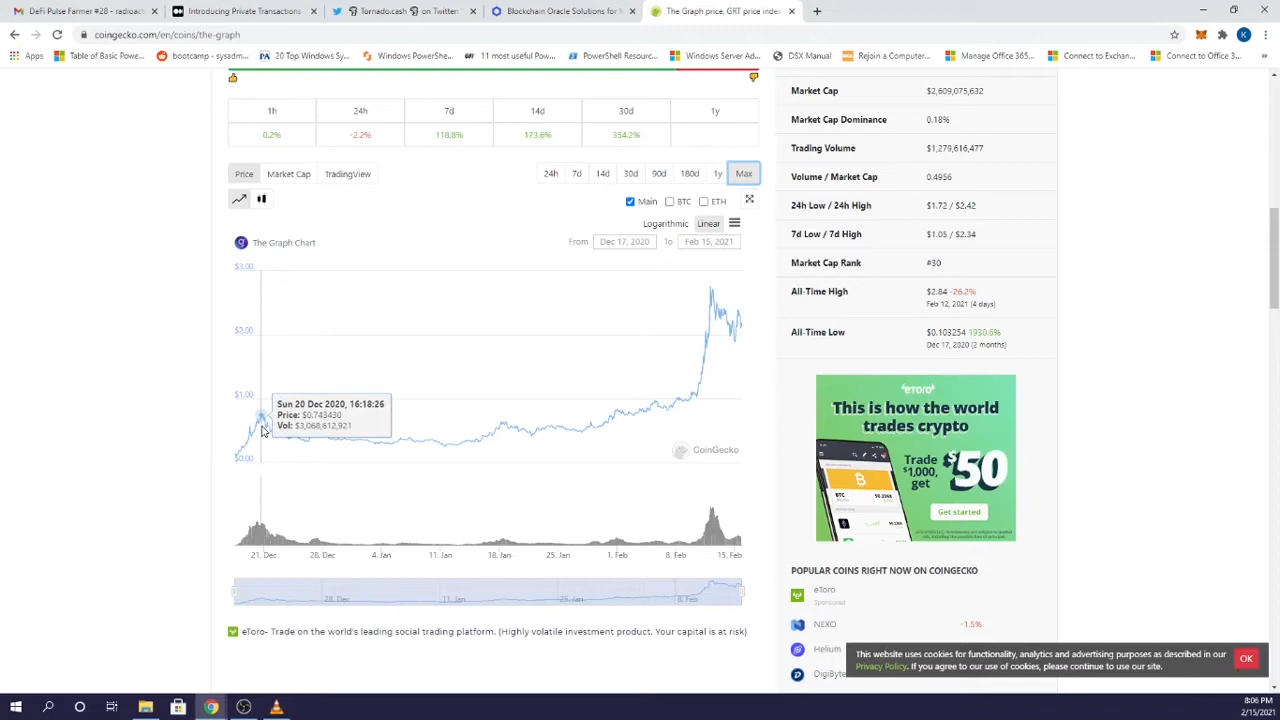 DeFi Pulse Farmer #28 - radioact
Introducing Private Transactions
Tornado.cash on Twitter:
Blockchain Oracle Solutions for M
The Graph price, GRT price index
coingecko.com/en/coins/the-graph
Apps
Table of Basic Pow...
bootcamp - sysadm...
20 Top Windows Sy...
Windows PowerShe...
11 most useful Pow...
PowerShell Resourc...
Windows Server Ad...
DSX Manual
Rejoin a Computer...
Manage Office 365...
Connect to Exchan...
Connect to Office 3...
1h 24h 7d 14d 30d 1y
0.2% -2.2% 118.8% 173.6% 354.2%
Price Market Cap TradingView
24h 7d 14d 30d 90d 180d 1y Max
Main BTC ETH
Logarithmic Linear
The Graph Chart
From Dec 17, 2020 To Feb 15, 2021
$3.00
$2.00
$1.00
$0.00
Sun 20 Dec 2020, 16:18:26
Price: $0.743430
Vol: $3,068,612,921
CoinGecko
21. Dec 28. Dec 4. Jan 11. Jan 18. Jan 25. Jan 1. Feb 8. Feb 15. Feb
28. Dec 11. Jan 25. Jan 8. Feb
eToro- Trade on the world's leading social trading platform. (Highly volatile investment product. Your capital is at risk)
Market Cap $2,609,075,632
Market Cap Dominance 0.18%
Trading Volume $1,279,616,477
Volume / Market Cap 0.4956
24h Low / 24h High $1.72 / $2.42
7d Low / 7d High $1.05 / $2.34
Market Cap Rank #30
All-Time High $2.84 -26.2%
Feb 12, 2021 (4 days)
All-Time Low $0.103254 1930.6%
Dec 17, 2020 (2 months)
eToro
This is how the world
trades crypto
Trade
$1,000,
get
$50
Get started
POPULAR COINS RIGHT NOW ON COINGECKO
eToro
Sponsored
NEXO -1.5%
Helium
DigiByte
This website uses cookies for functionality, analytics and advertising purposes as described in our
Privacy Policy. If you agree to our use of cookies, please continue to use our site.
OK
8:06 PM
2/15/2021